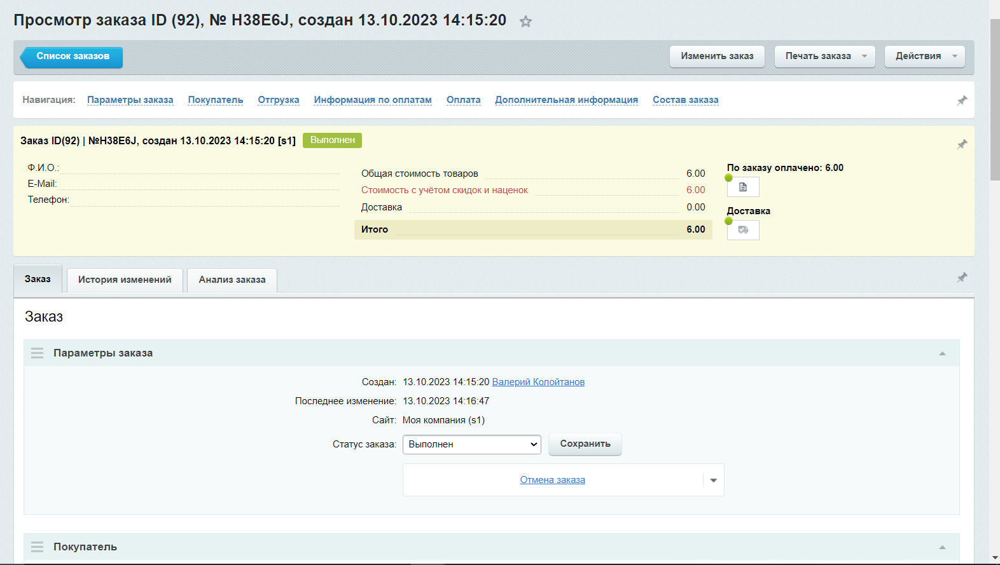 Просмотр заказа ID (92), № H38E6J, создан 13.10.2023 14:15:20
Список заказов
Изменить заказ
Печать заказа
Действия
Навигация: Параметры заказа Покупатель Отгрузка Информация по оплатам Оплата Дополнительная информация Состав заказа
Заказ ID(92) | №H38E6J, создан 13.10.2023 14:15:20 [s1] Выполнен
Ф.И.О.:
E-Mail:
Телефон:
Общая стоимость товаров 6.00
Стоимость с учётом скидок и наценок 6.00
Доставка 0.00
Итого 6.00
По заказу оплачено: 6.00
Доставка
Заказ
История изменений
Анализ заказа
Заказ
Параметры заказа
Создан: 13.10.2023 14:15:20 Валерий Колойтанов
Последнее изменение: 13.10.2023 14:16:47
Сайт: Моя компания (s1)
Статус заказа: Выполнен Сохранить
Отмена заказа
Покупатель